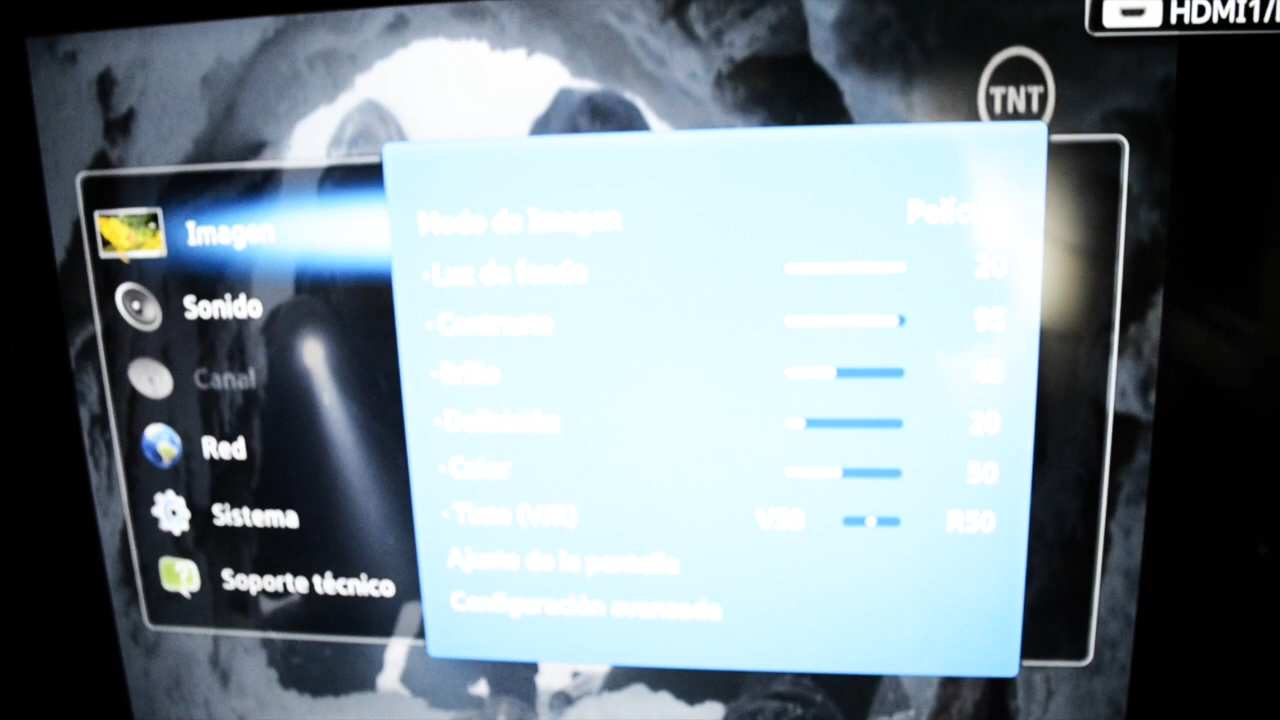 HDMI1/
TNT
Imagen
Sonido
Canal
Red
Sistema
Soporte técnico
Modo de Imagen
· Luz de fondo 20
· Contraste 95
· Brillo
· Definición 20
· Color 50
· Tinte (V/R) V50 R50
Ajuste de la pantalla
Configuración avanzada